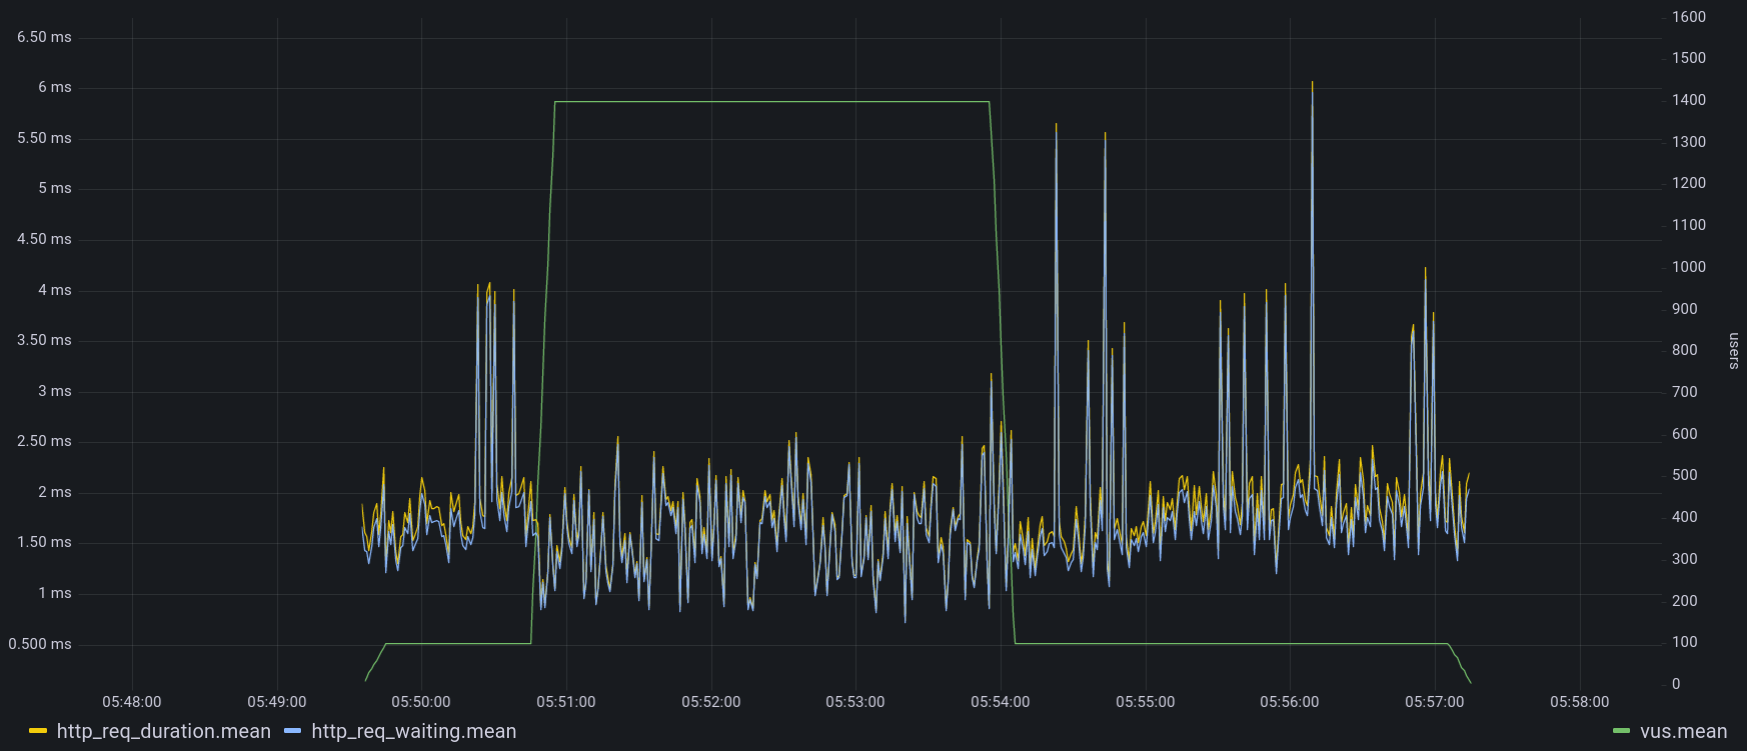 6.50 ms
6 ms
5.50 ms
5 ms
4.50 ms
4 ms
3.50 ms
3 ms
2.50 ms
2 ms
1.50 ms
1 ms
0.500 ms
1600
1500
1400
1300
1200
1100
1000
900
800
700
600
500
400
300
200
100
0
users
05:48:00 05:49:00 05:50:00 05:51:00 05:52:00 05:53:00 05:54:00 05:55:00 05:56:00 05:57:00 05:58:00
http_req_duration.mean http_req_waiting.mean vus.mean